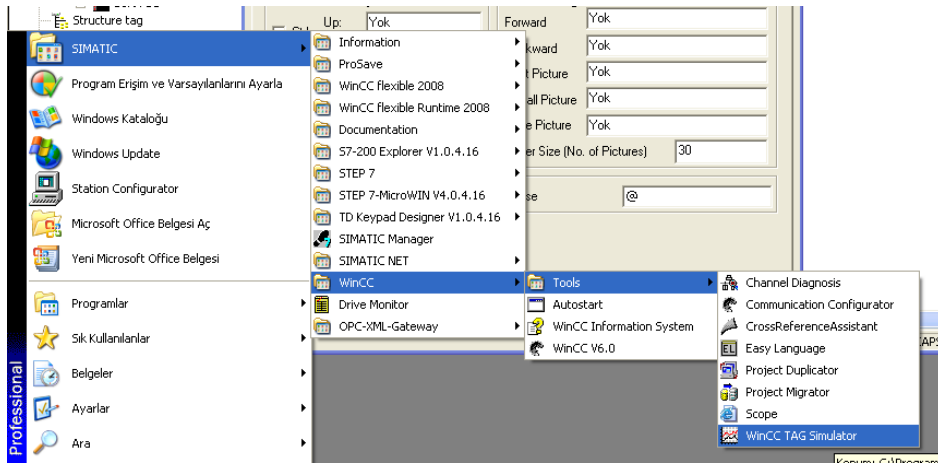 Structure tag
Up:
Yok
Forward
Yok
Yok
Yok
Yok
Picture
Yok
Picture
Yok
Picture
Size (No. of Pictures)
30
@
SIMATIC
Program Erişim ve Varsayılanlarını Ayarla
Windows Kataloğu
Windows Update
Station Configurator
Microsoft Office Belgesi Aç
Yeni Microsoft Office Belgesi
Programlar
Sık Kullanılanlar
Belgeler
Ayarlar
Ara
Professional
Information
ProSave
WinCC flexible 2008
WinCC flexible Runtime 2008
Documentation
S7-200 Explorer V1.0.4.16
STEP 7
STEP 7-MicroWIN V4.0.4.16
TD Keypad Designer V1.0.4.16
SIMATIC Manager
SIMATIC NET
WinCC
Drive Monitor
OPC-XML-Gateway
Tools
Autostart
WinCC Information System
WinCC V6.0
Channel Diagnosis
Communication Configurator
CrossReferenceAssistant
EL Easy Language
Project Duplicator
Project Migrator
Scope
WinCC TAG Simulator